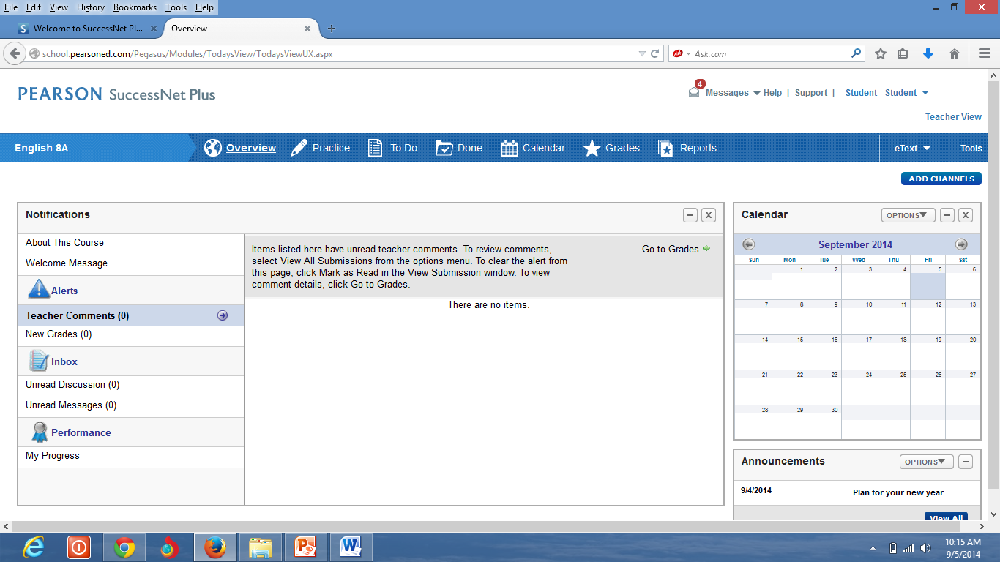 File Edit View History Bookmarks Tools Help
S Welcome to SuccessNet Pl... × Overview × +
school.pearsoned.com/Pegasus/Modules/TodaysView/TodaysViewUX.aspx
Ask Ask.com
PEARSON SuccessNet Plus
4 Messages Help | Support | _Student _Student
Teacher View
English 8A Overview Practice To Do Done Calendar Grades Reports eText Tools
ADD CHANNELS
Notifications
X
About This Course
Welcome Message
Alerts
Teacher Comments (0)
New Grades (0)
Inbox
Unread Discussion (0)
Unread Messages (0)
Performance
My Progress
Items listed here have unread teacher comments. To review comments,
select View All Submissions from the options menu. To clear the alert from
this page, click Mark as Read in the View Submission window. To view
comment details, click Go to Grades.
Go to Grades
There are no items.
Calendar OPTIONS X
September 2014
Sun Mon Tue Wed Thu Fri Sat
1 2 3 4 5 6
7 8 9 10 11 12 13
14 15 16 17 18 19 20
21 22 23 24 25 26 27
28 29 30
Announcements OPTIONS
9/4/2014 Plan for your new year
View All
10:15 AM
9/5/2014